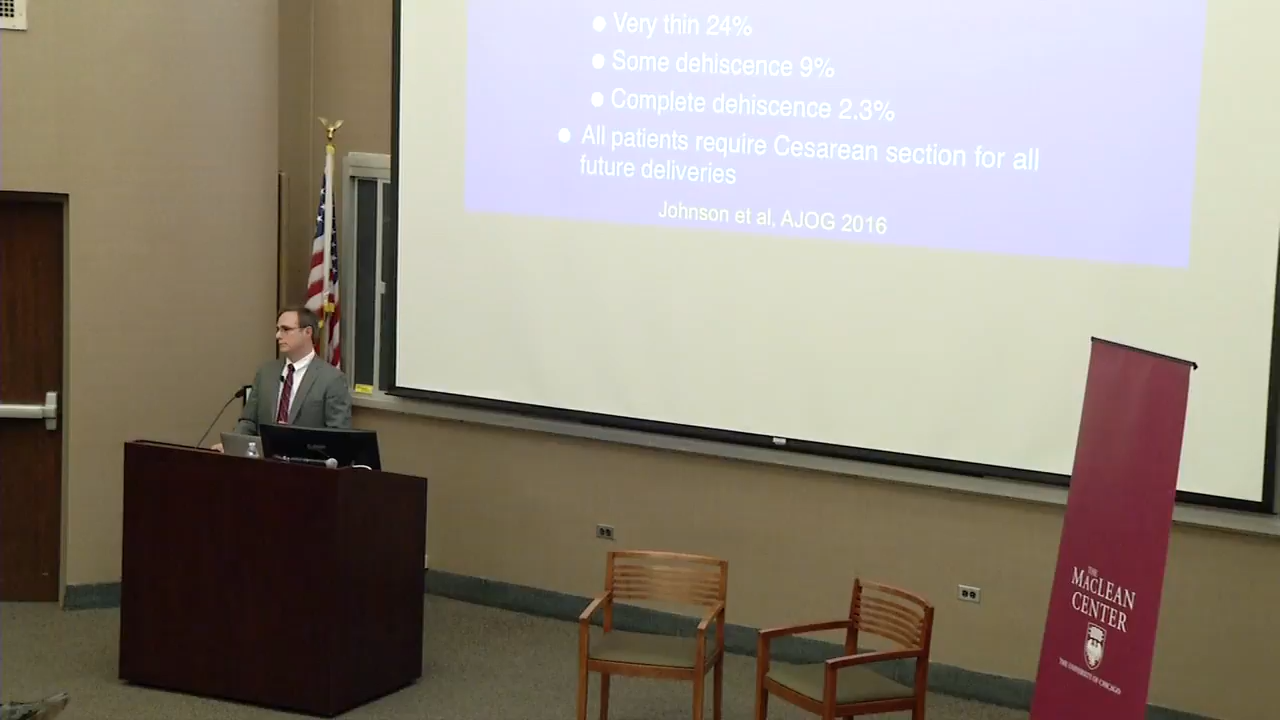 Very thin 24%
Some dehiscence 9%
Complete dehiscence 2.3%
All patients require Cesarean section for all
future deliveries
Johnson et al, AJOG 2016
THE
MACLEAN
CENTER
THE UNIVERSITY OF CHICAGO